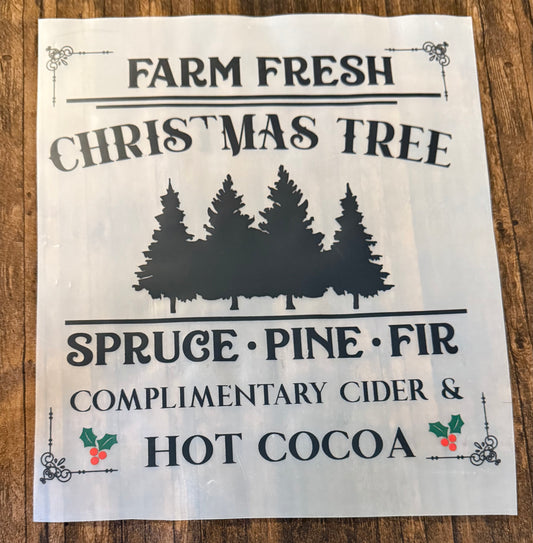 FARM FRESH
CHRISTMAS TREE
SPRUCE • PINE • FIR
COMPLIMENTARY CIDER &
HOT COCOA